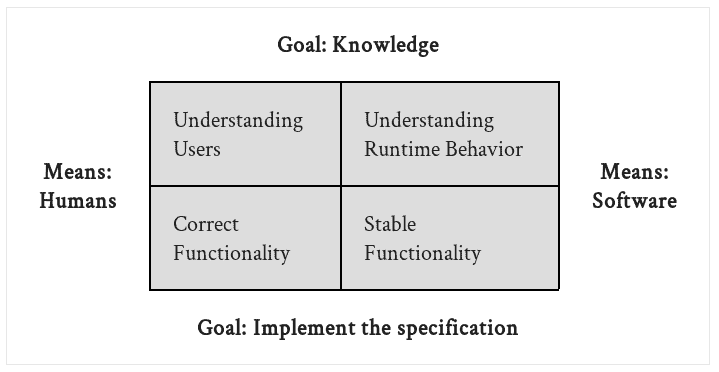 Goal: Knowledge
Understanding
Users
Understanding
Runtime Behavior
Means:
Humans
Means:
Software
Correct
Functionality
Stable
Functionality
Goal: Implement the specification